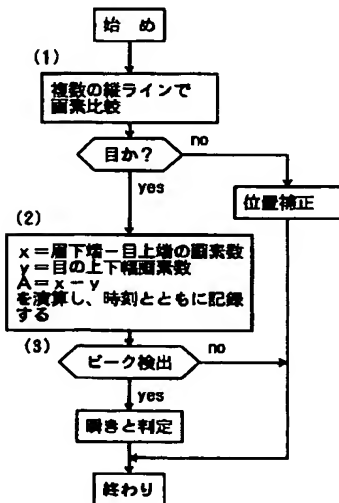 始 め
(1)
複数の縦ラインで
画素比較
目か？
no
yes
位置補正
(2)
x＝眉下端－目上端の画素数
y＝目の上下幅画素数
A＝x－y
を演算し、時刻とともに記録
する
(3)
ピーク検出
no
yes
瞬きと判定
終わり